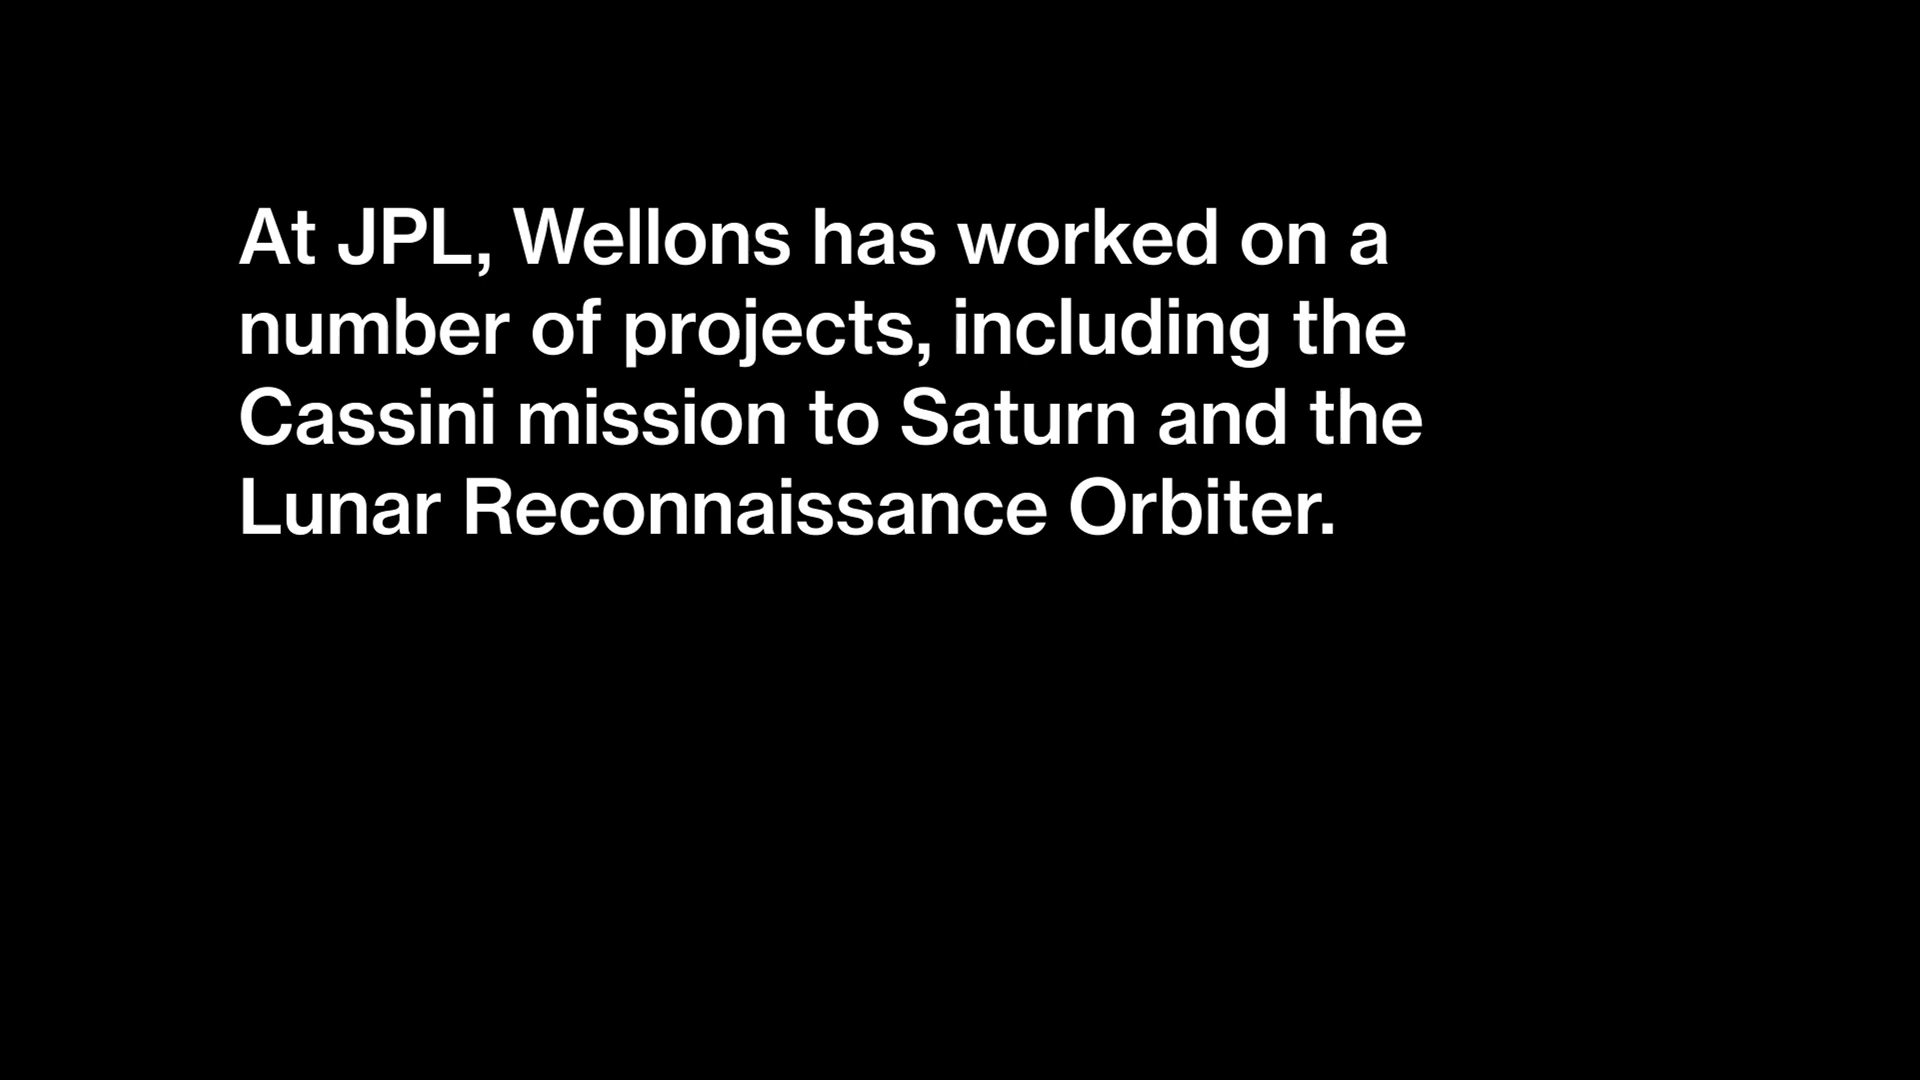 At JPL, Wellons has worked on a
number of projects, including the
Cassini mission to Saturn and the
Lunar Reconnaissance Orbiter.